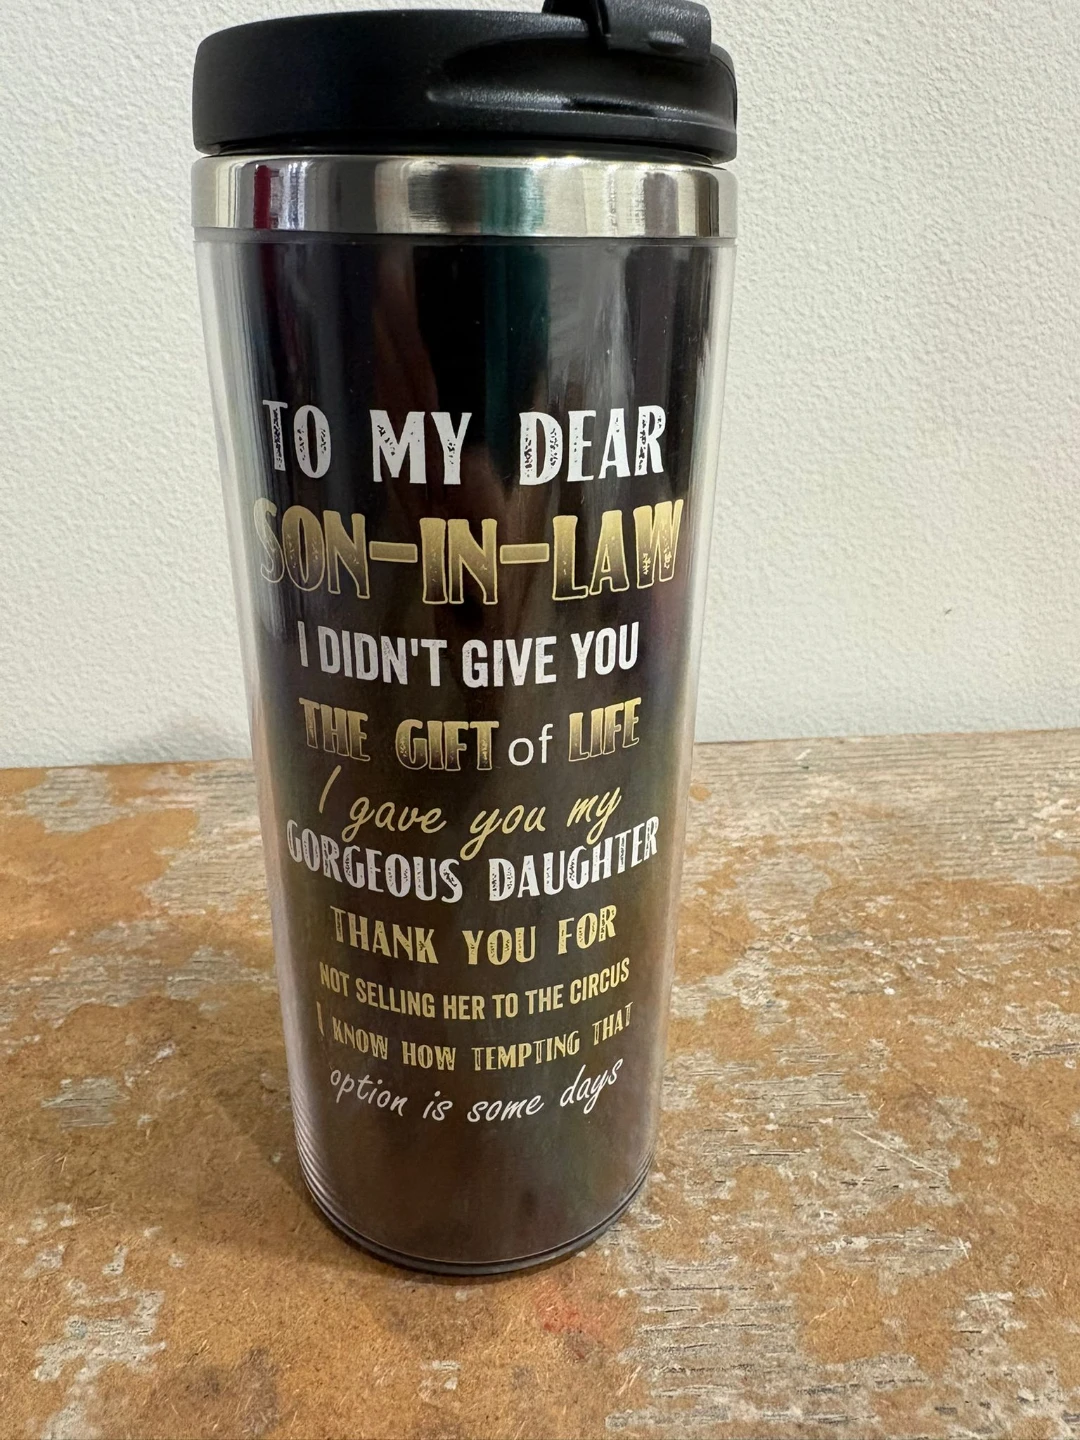 TO MY DEAR
SON-IN-LAW
I DIDN'T GIVE YOU
THE GIFT of LIFE
I gave you my
GORGEOUS DAUGHTER
THANK YOU FOR
NOT SELLING HER TO THE CIRCUS
I KNOW HOW TEMPTING THAT
option is some days